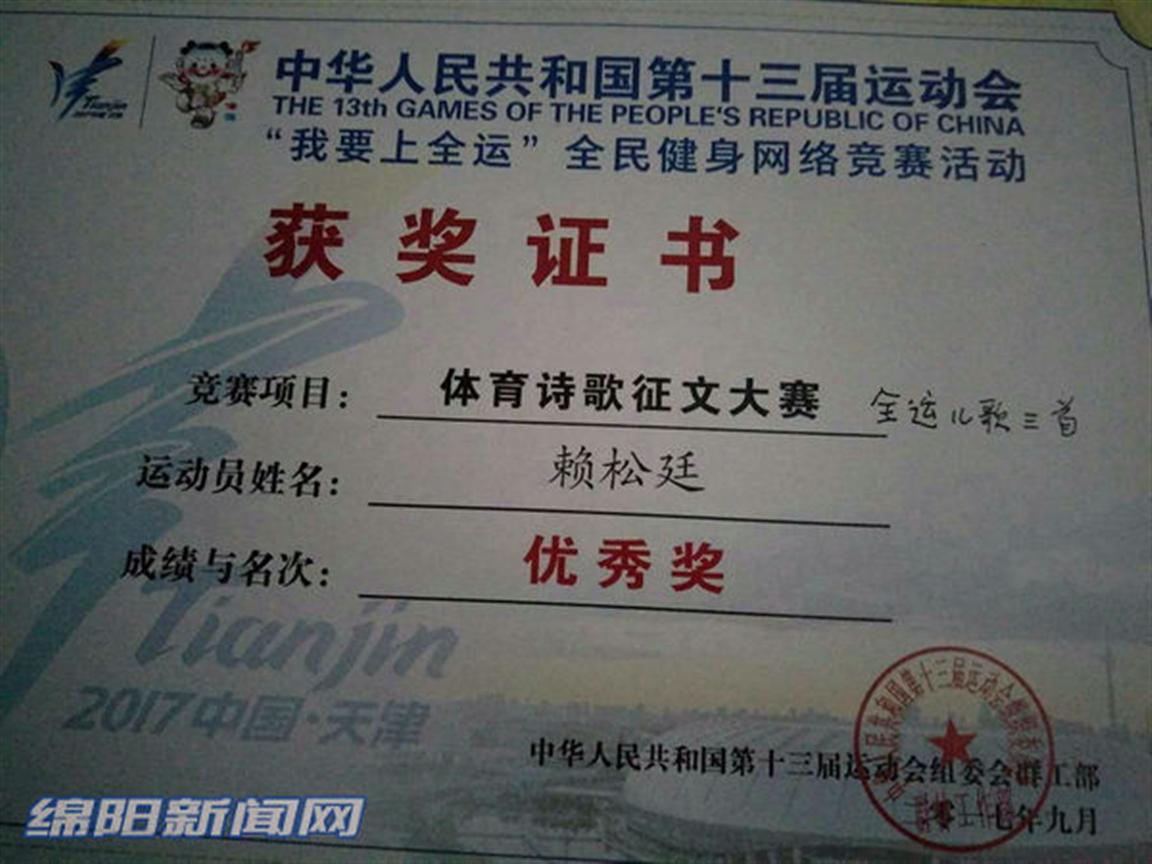 中华人民共和国第十三届运动会
THE 13th GAMES OF THE PEOPLE'S REPUBLIC OF CHINA
“我要上全运”全民健身网络竞赛活动
Tianjin
获奖证书
竞赛项目： 体育诗歌征文大赛 全运儿歌三首
运动员姓名： 赖松廷
成绩与名次： 优秀奖
Tianjin
2017中国·天津
中华人民共和国第十三届运动会组委会群工部
二零一七年九月
绵阳新闻网